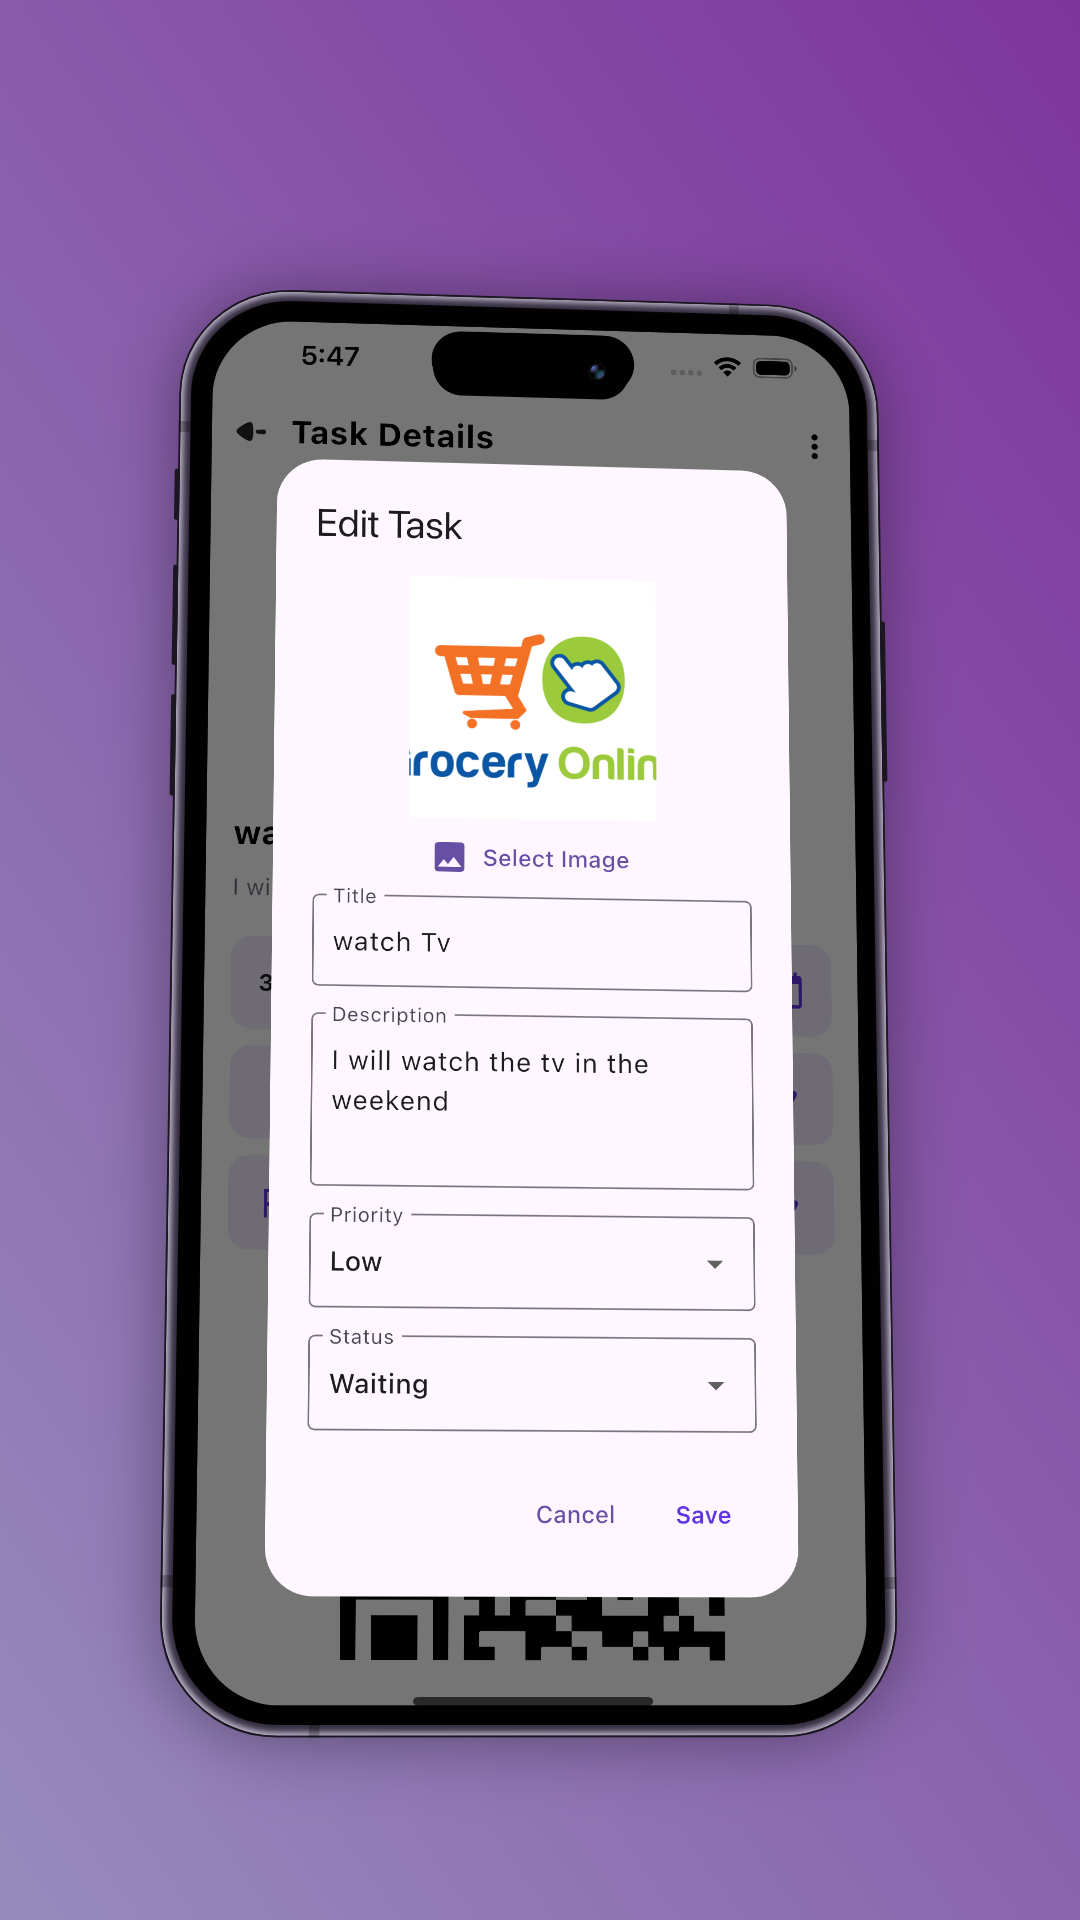 5:47
Task Details
Edit Task
rocery Onlin
Select Image
Title
watch Tv
Description
I will watch the tv in the
weekend
Priority
Low
Status
Waiting
Cancel
Save
wa
I wi
3